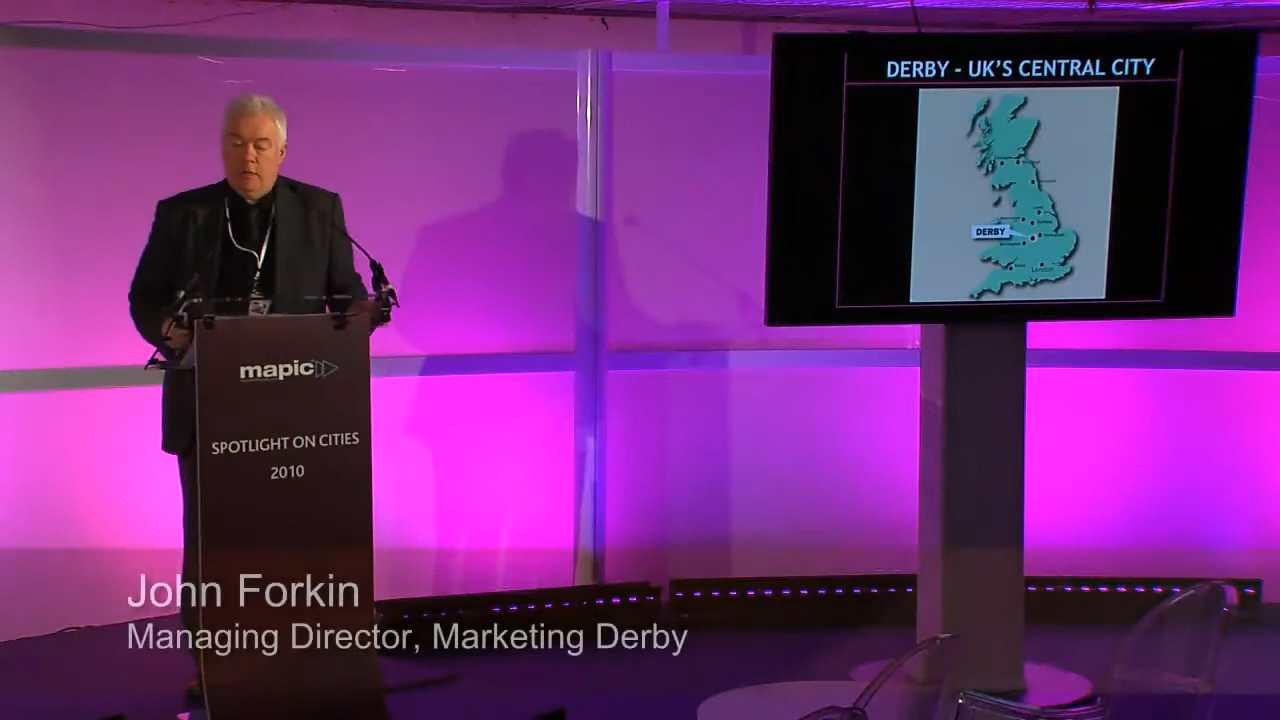 DERBY - UK'S CENTRAL CITY
DERBY
London
mapic
SPOTLIGHT ON CITIES
2010
John Forkin
Managing Director, Marketing Derby